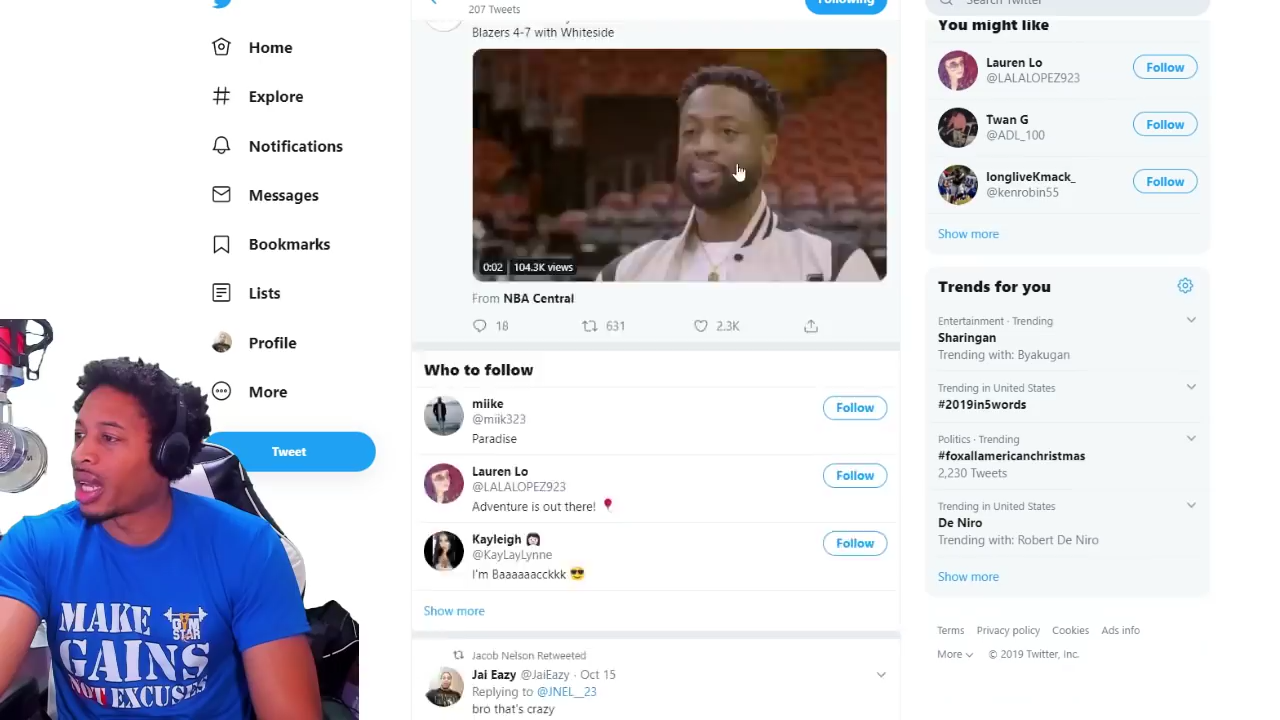 207 Tweets
Following
Search Twitter
Home
Explore
Notifications
Messages
Bookmarks
Lists
Profile
More
Tweet
Blazers 4-7 with Whiteside
0:02 104.3K views
From NBA Central
18 631 2.3K
Who to follow
miike
@miik323
Paradise
Follow
Lauren Lo
@LALALOPEZ923
Adventure is out there!
Follow
Kayleigh
@KayLayLynne
I'm Baaaaaacckkk
Follow
Show more
Jacob Nelson Retweeted
Jai Eazy @JaiEazy · Oct 15
Replying to @JNEL__23
bro that's crazy
You might like
Lauren Lo
@LALALOPEZ923
Follow
Twan G
@ADL_100
Follow
longliveKmack_
@kenrobin55
Follow
Show more
Trends for you
Entertainment · Trending
Sharingan
Trending with: Byakugan
Trending in United States
#2019in5words
Politics · Trending
#foxallamericanchristmas
2,230 Tweets
Trending in United States
De Niro
Trending with: Robert De Niro
Show more
Terms Privacy policy Cookies Ads info
More © 2019 Twitter, Inc.
MAKE GYM STAR
GAINS
NOT EXCUSES